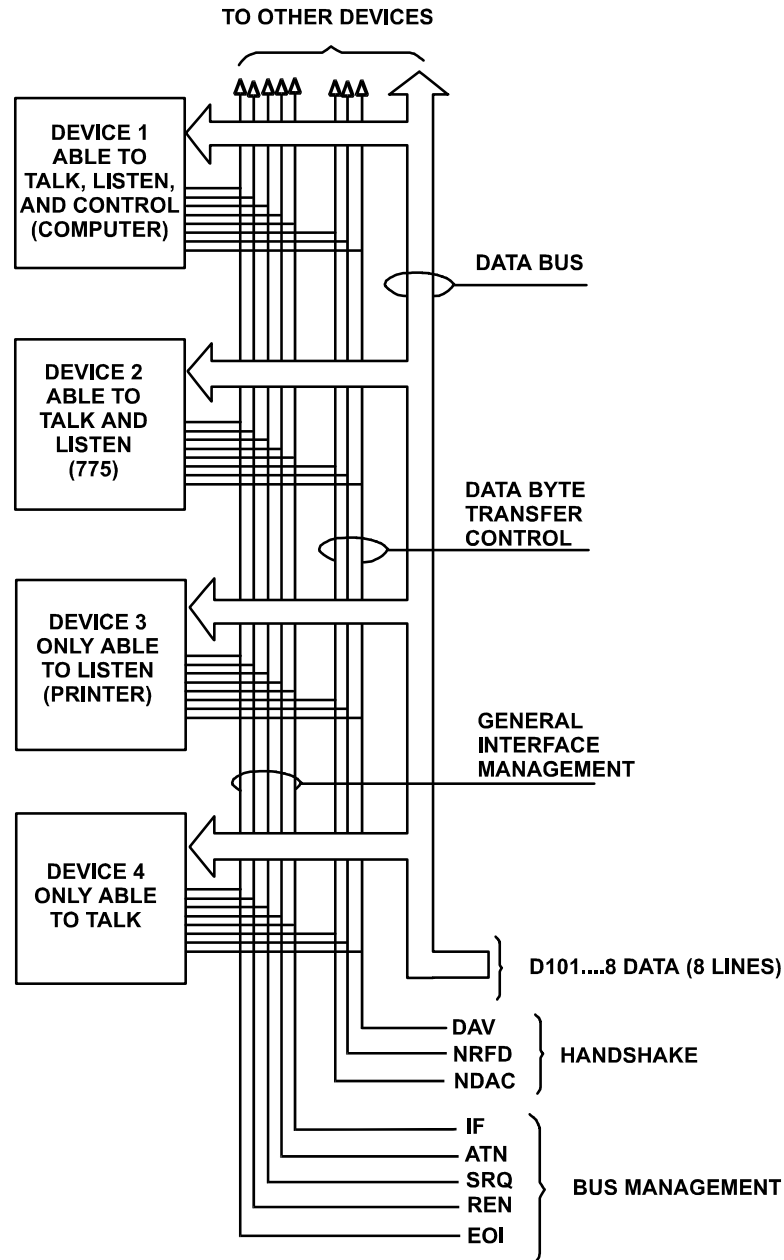 TO OTHER DEVICES
DEVICE 1
ABLE TO
TALK, LISTEN,
AND CONTROL
(COMPUTER)
DATA BUS
DEVICE 2
ABLE TO
TALK AND
LISTEN
(775)
DATA BYTE
TRANSFER
CONTROL
DEVICE 3
ONLY ABLE
TO LISTEN
(PRINTER)
GENERAL
INTERFACE
MANAGEMENT
DEVICE 4
ONLY ABLE
TO TALK
D101....8 DATA (8 LINES)
DAV
NRFD
NDAC
HANDSHAKE
IF
ATN
SRQ
REN
EOI
BUS MANAGEMENT